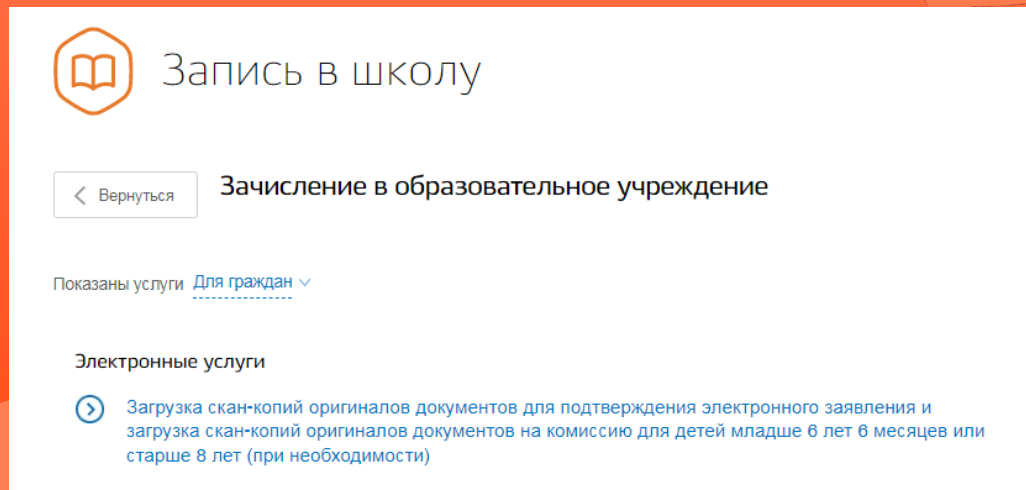 Запись в школу
Вернуться
Зачисление в образовательное учреждение
Показаны услуги Для граждан
Электронные услуги
Загрузка скан-копий оригиналов документов для подтверждения электронного заявления и
загрузка скан-копий оригиналов документов на комиссию для детей младше 6 лет 6 месяцев или
старше 8 лет (при необходимости)